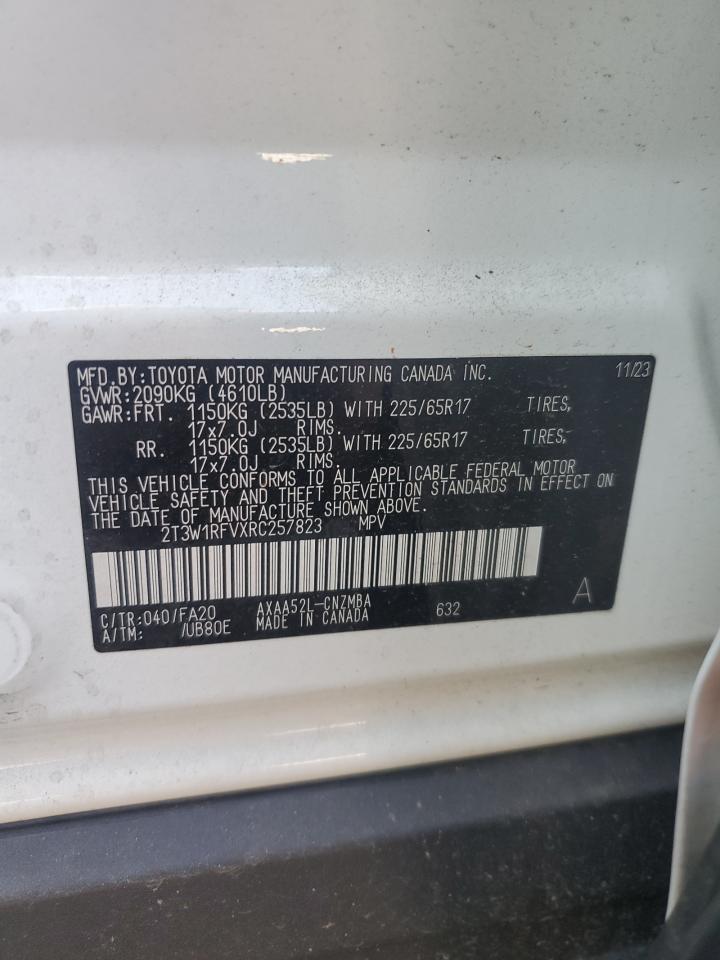 MFD.BY:TOYOTA MOTOR MANUFACTURING CANADA INC. 11/23
GVWR:2090KG (4610LB)
GAWR:FRT. 1150KG (2535LB) WITH 225/65R17 TIRES,
17x7.0J RIMS.
RR. 1150KG (2535LB) WITH 225/65R17 TIRES,
17x7.0J RIMS.
THIS VEHICLE CONFORMS TO ALL APPLICABLE FEDERAL MOTOR
VEHICLE SAFETY AND THEFT PREVENTION STANDARDS IN EFFECT ON
THE DATE OF MANUFACTURE SHOWN ABOVE.
2T3W1RFVXRC257823 MPV
C/TR:040/FA20 AXAA52L-CNZMBA 632 A
A/TM: /UB80E MADE IN CANADA